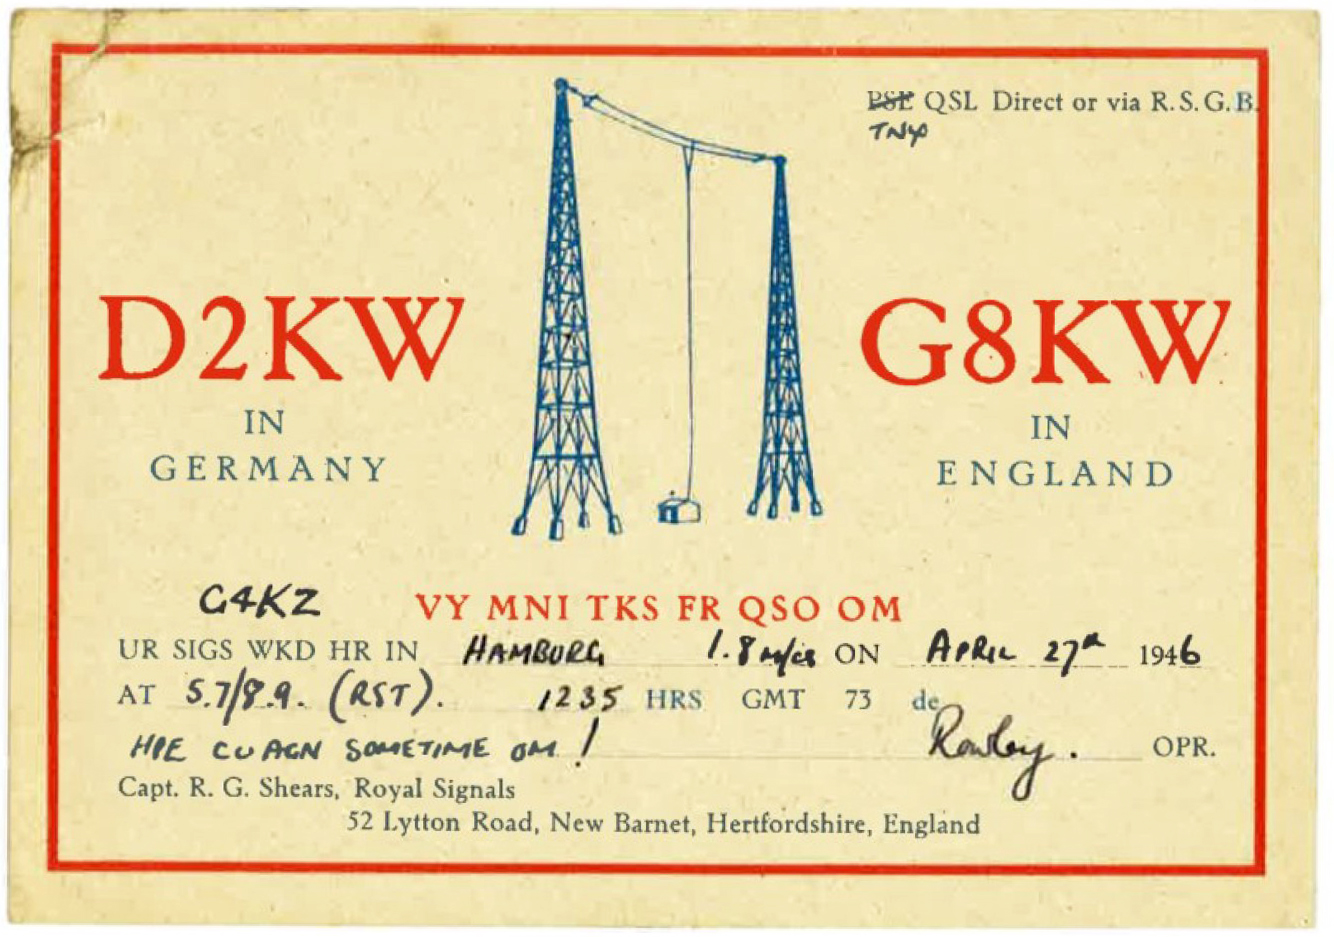 PSE QSL Direct or via R.S.G.B.
TNX
D2KW
IN
GERMANY
G8KW
IN
ENGLAND
G4KZ
VY MNI TKS FR QSO OM
UR SIGS WKD HR IN HAMBURG 1.8 Mc/s ON APRIL 27th 1946
AT 5.7/8.9. (RST). 1235 HRS GMT 73 de
HPE CU AGN SOMETIME OM! Rowley. OPR.
Capt. R. G. Shears, Royal Signals
52 Lytton Road, New Barnet, Hertfordshire, England